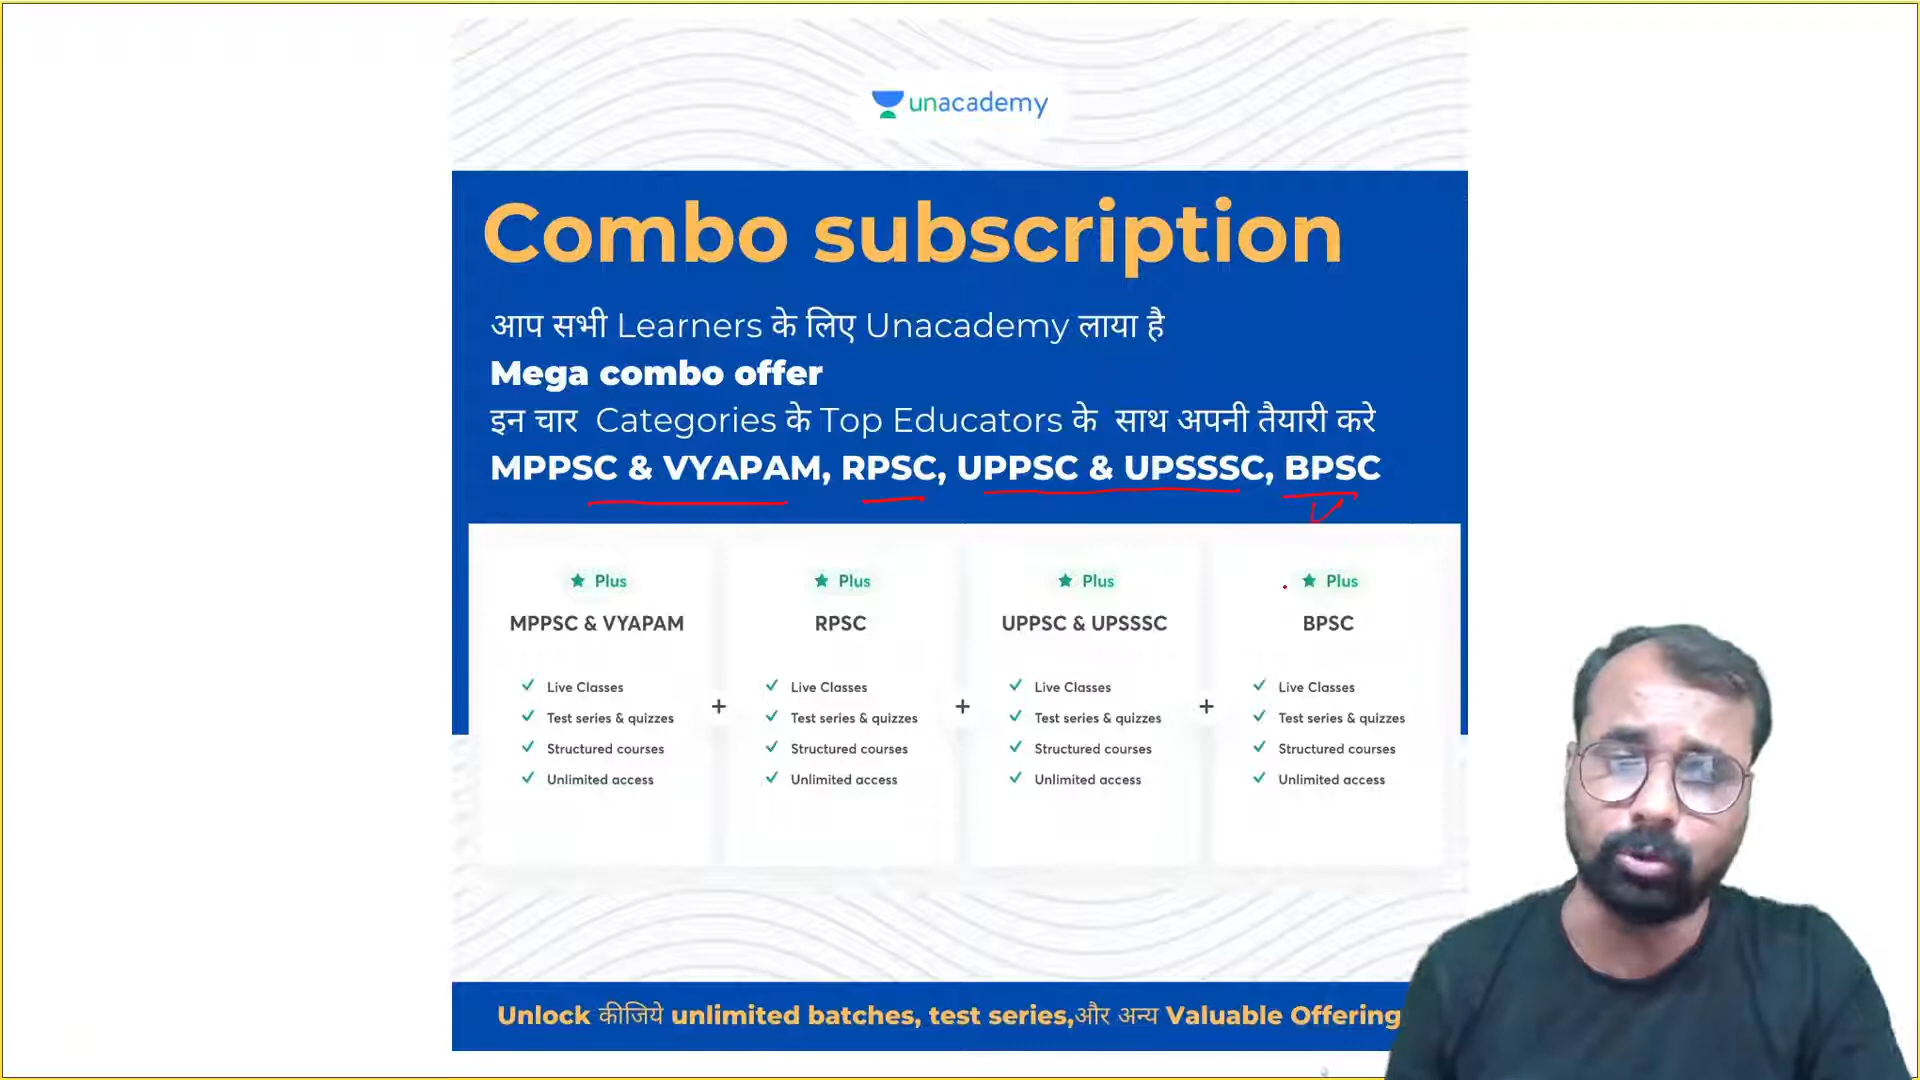 unacademy
Combo subscription
आप सभी Learners के लिए Unacademy लाया है
Mega combo offer
इन चार Categories के Top Educators के साथ अपनी तैयारी करे
MPPSC & VYAPAM, RPSC, UPPSC & UPSSSC, BPSC
Plus
MPPSC & VYAPAM
Live Classes
Test series & quizzes
Structured courses
Unlimited access
+
Plus
RPSC
Live Classes
Test series & quizzes
Structured courses
Unlimited access
+
Plus
UPPSC & UPSSSC
Live Classes
Test series & quizzes
Structured courses
Unlimited access
+
Plus
BPSC
Live Classes
Test series & quizzes
Structured courses
Unlimited access
Unlock कीजिये unlimited batches, test series,और अन्य Valuable Offering